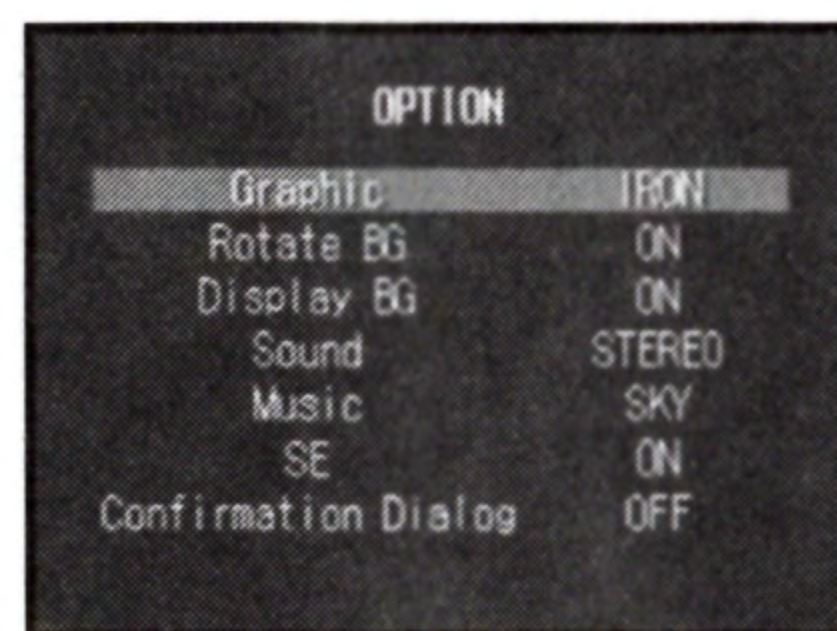 OPTION
Graphic IRON
Rotate BG ON
Display BG ON
Sound STEREO
Music SKY
SE ON
Confirmation Dialog OFF